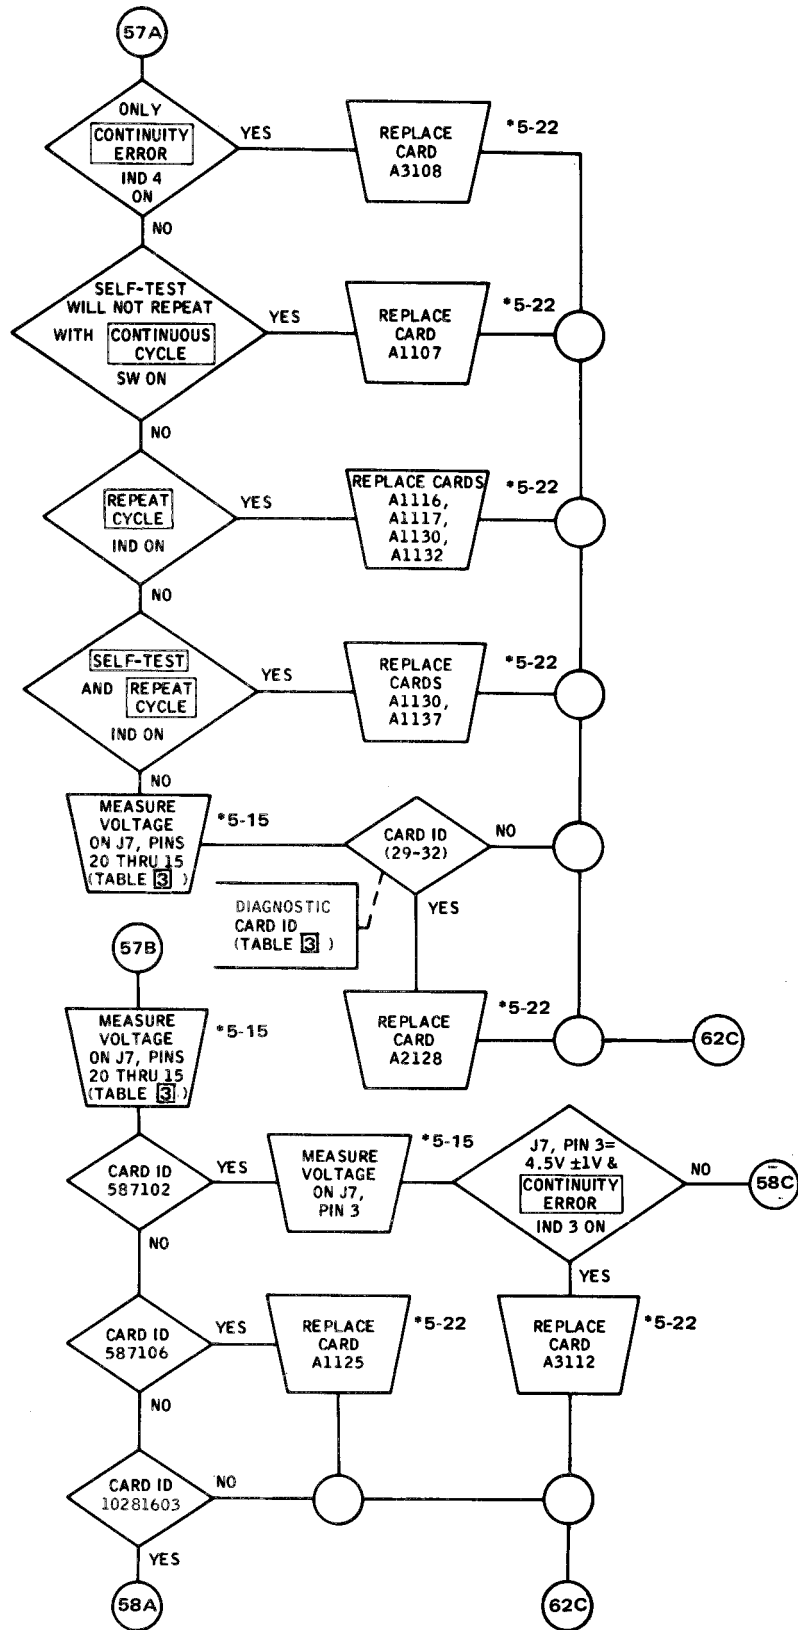 57A
ONLY
CONTINUITY
ERROR
IND 4
ON
YES
REPLACE
CARD
A3108
*5-22
NO
SELF-TEST
WILL NOT REPEAT
WITH CONTINUOUS
CYCLE
SW ON
YES
REPLACE
CARD
A1107
*5-22
NO
REPEAT
CYCLE
IND ON
YES
REPLACE CARDS
A1116,
A1117,
A1130,
A1132
*5-22
NO
SELF-TEST
AND REPEAT
CYCLE
IND ON
YES
REPLACE
CARDS
A1130,
A1137
*5-22
NO
MEASURE
VOLTAGE
ON J7, PINS
20 THRU 15
(TABLE 3 )
*5-15
CARD ID
(29-32)
NO
YES
DIAGNOSTIC
CARD ID
(TABLE 3 )
REPLACE
CARD
A2128
*5-22
62C
57B
MEASURE
VOLTAGE
ON J7, PINS
20 THRU 15
(TABLE 3 )
*5-15
CARD ID
587102
YES
MEASURE
VOLTAGE
ON J7,
PIN 3
*5-15
J7, PIN 3=
4.5V ±1V &
CONTINUITY
ERROR
IND 3 ON
NO
58C
YES
NO
CARD ID
587106
YES
REPLACE
CARD
A1125
*5-22
REPLACE
CARD
A3112
*5-22
NO
CARD ID
10281603
NO
YES
58A
62C